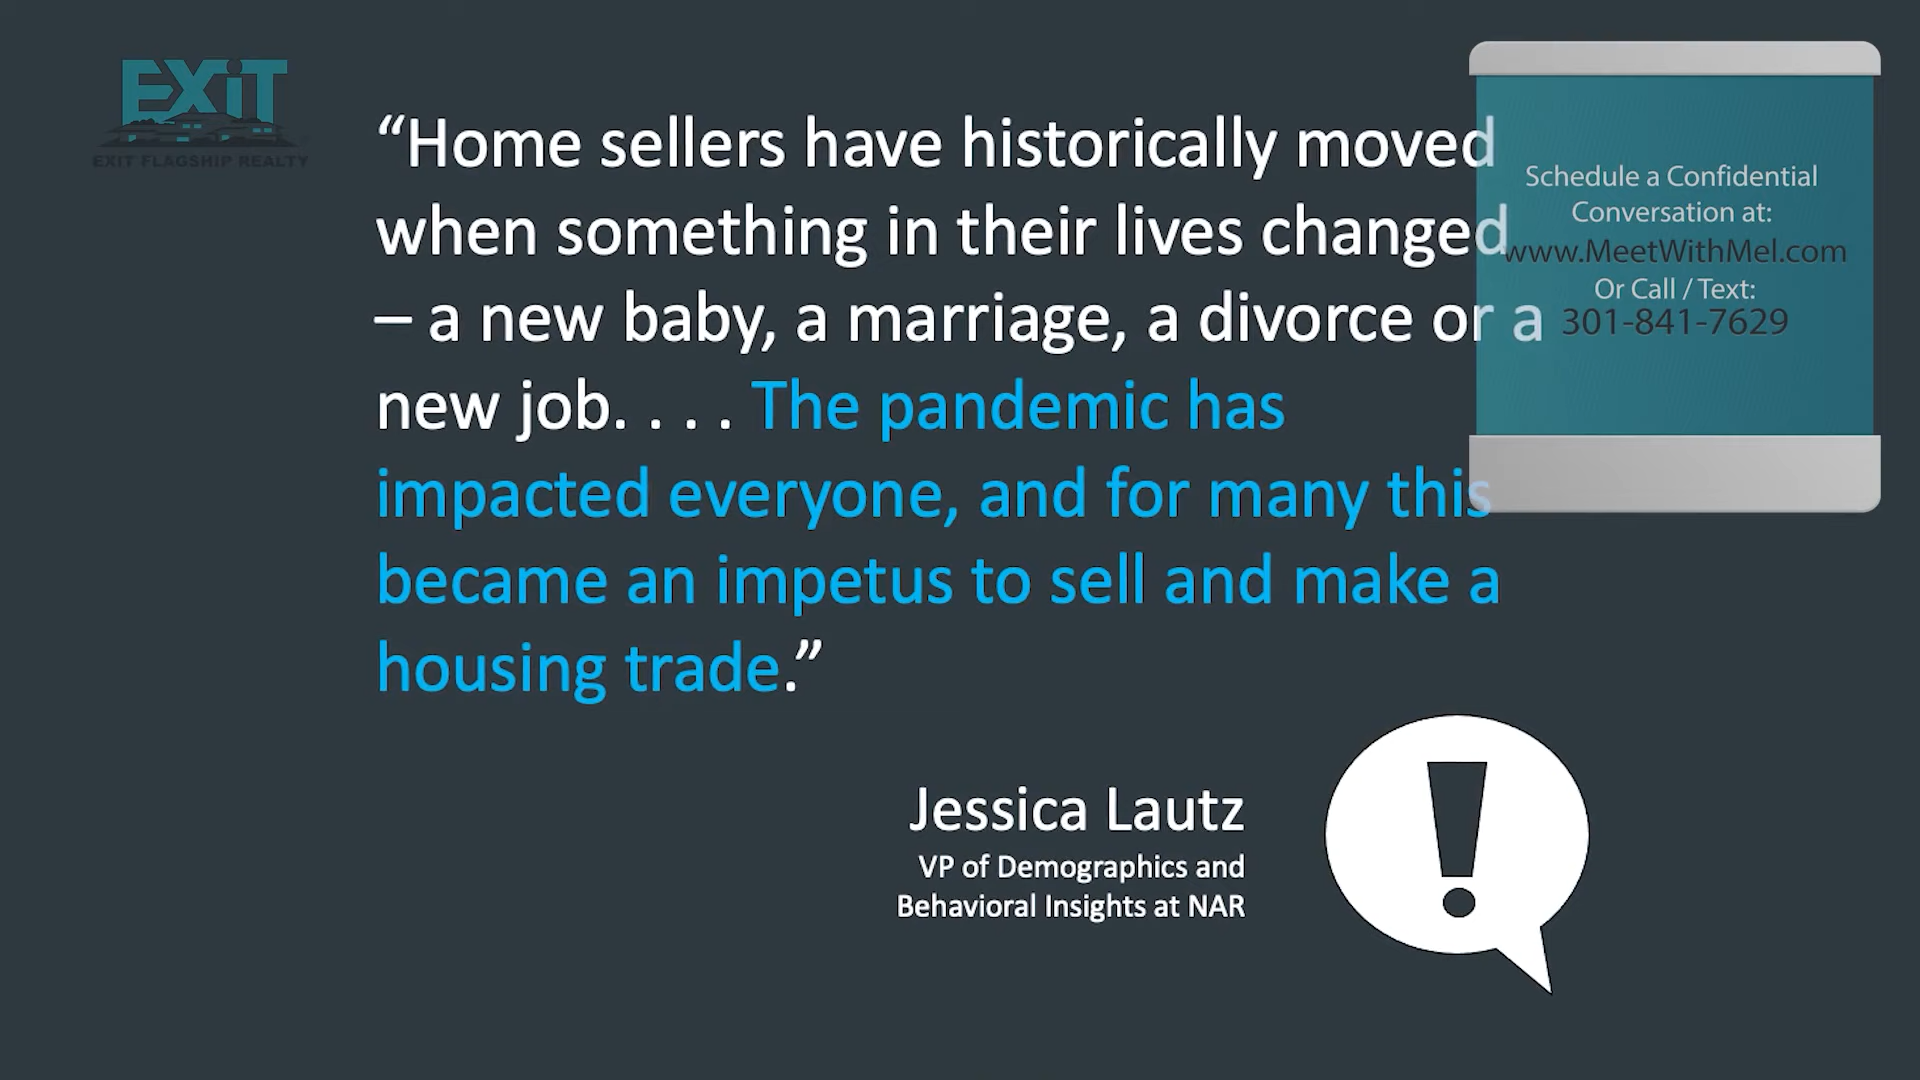 EXiT
EXIT FLAGSHIP REALTY
“Home sellers have historically moved
when something in their lives changed
– a new baby, a marriage, a divorce or a
new job. . . . The pandemic has
impacted everyone, and for many this
became an impetus to sell and make a
housing trade.”
Jessica Lautz
VP of Demographics and
Behavioral Insights at NAR
Schedule a Confidential
Conversation at:
www.MeetWithMel.com
Or Call / Text:
301-841-7629
!